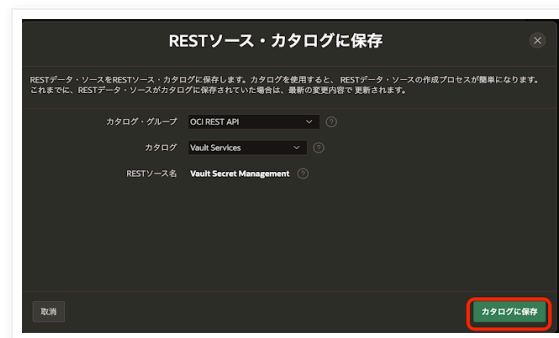 RESTソース・カタログに保存
RESTデータ・ソースをRESTソース・カタログに保存します。カタログを使用すると、 RESTデータ・ソースの作成プロセスが簡単になります。
これまでに、RESTデータ・ソースがカタログに保存されていた場合は、最新の変更内容で 更新されます。
カタログ・グループ OCI REST API
カタログ Vault Services
RESTソース名 Vault Secret Management
取消 カタログに保存